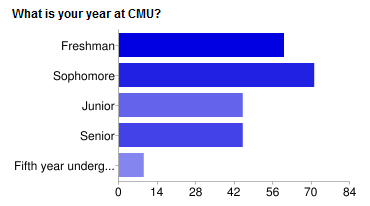 What is your year at CMU?
Freshman
Sophomore
Junior
Senior
Fifth year underg...
0 14 28 42 56 70 84